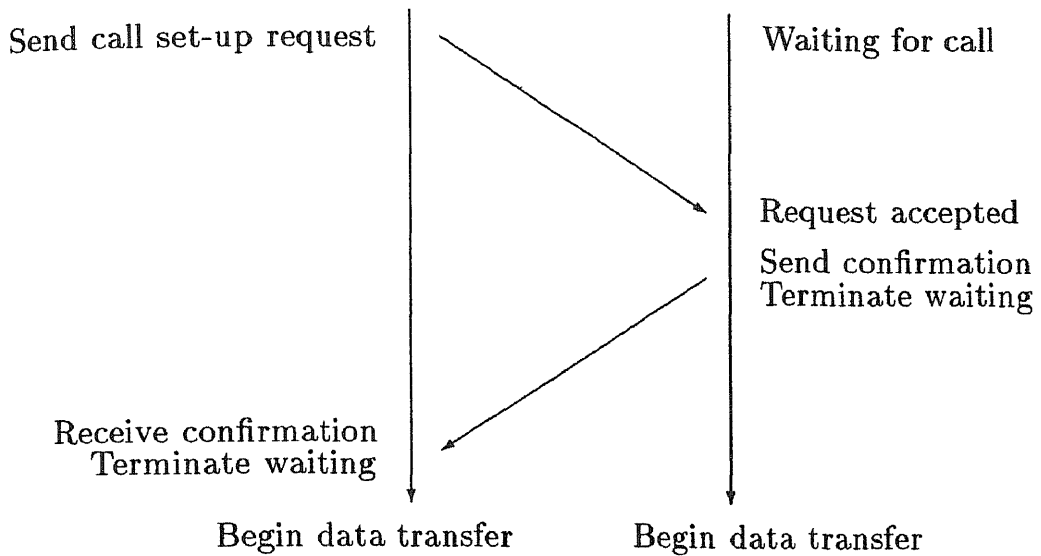 Send call set-up request
Waiting for call
Request accepted
Send confirmation
Terminate waiting
Receive confirmation
Terminate waiting
Begin data transfer
Begin data transfer